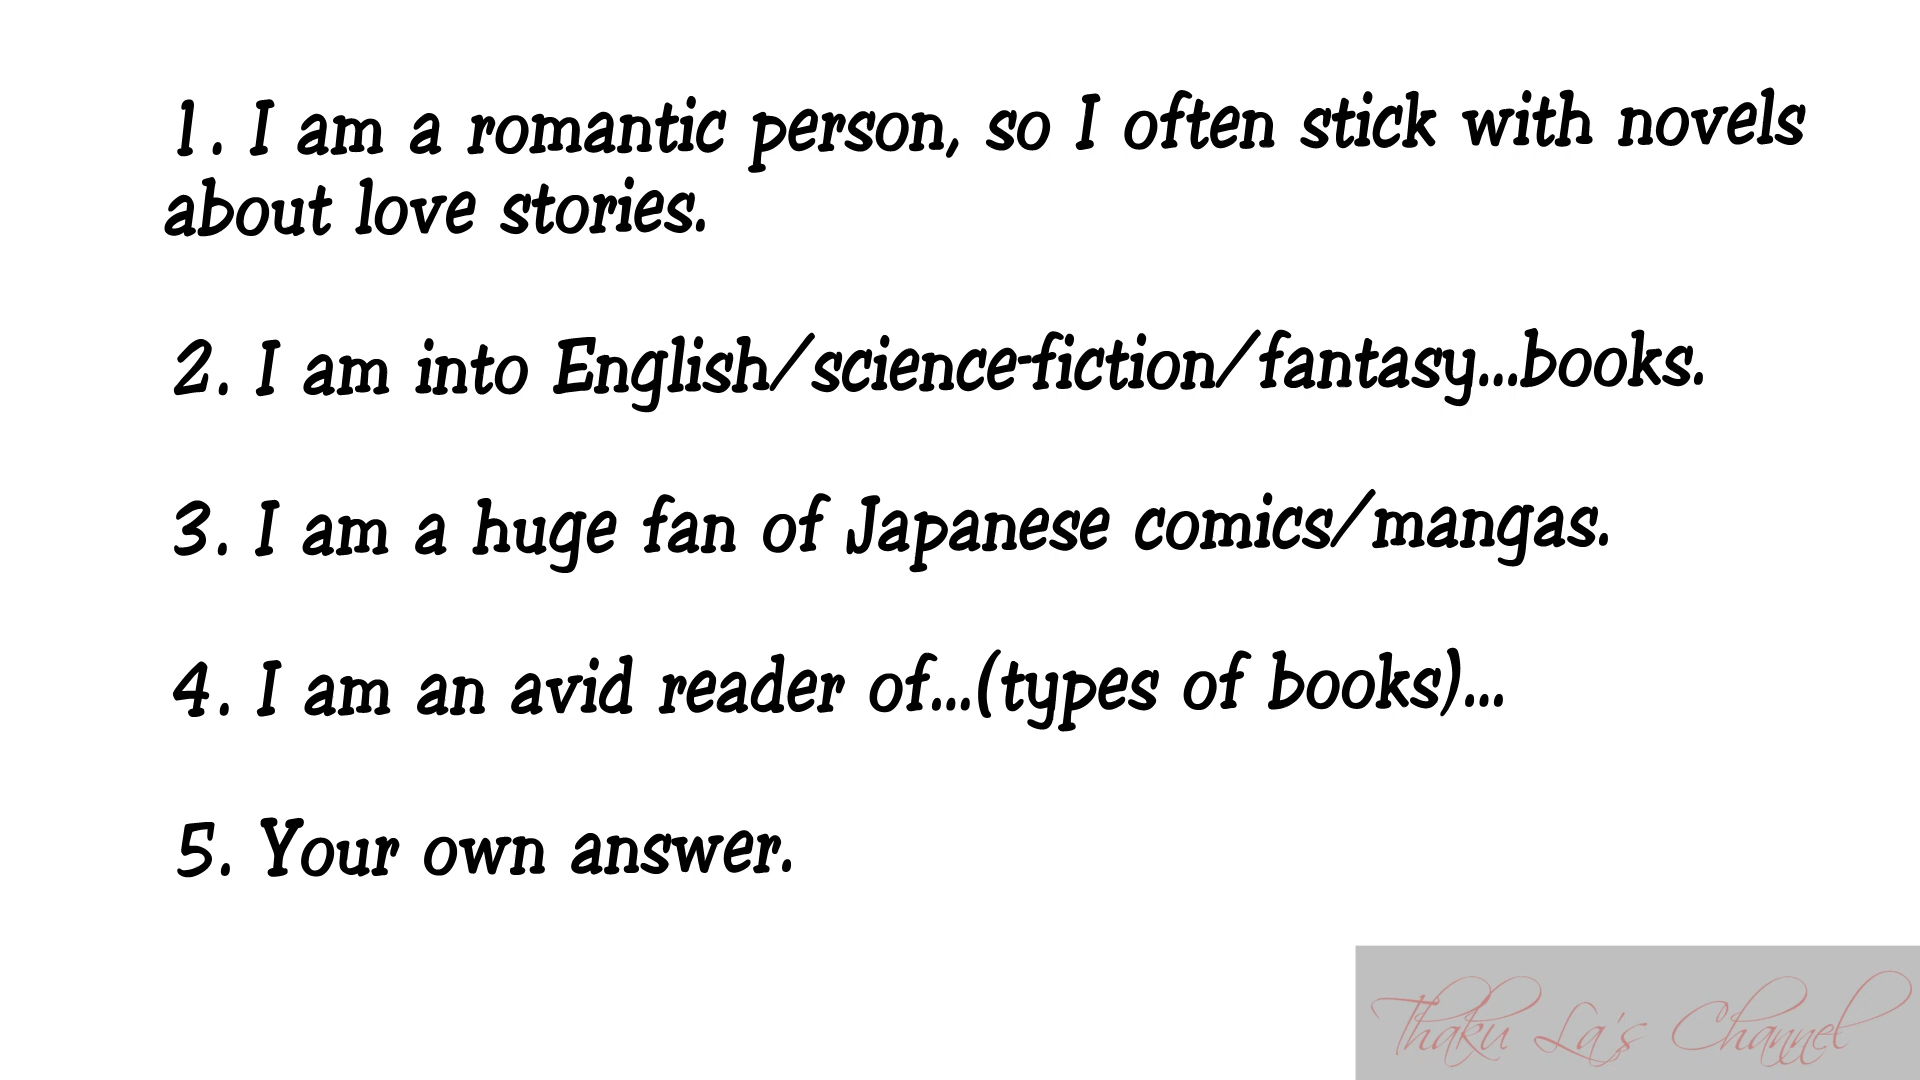 1. I am a romantic person, so I often stick with novels
about love stories.
2. I am into English/science-fiction/fantasy...books.
3. I am a huge fan of Japanese comics/mangas.
4. I am an avid reader of...(types of books)...
5. Your own answer.
Thaku La's Channel